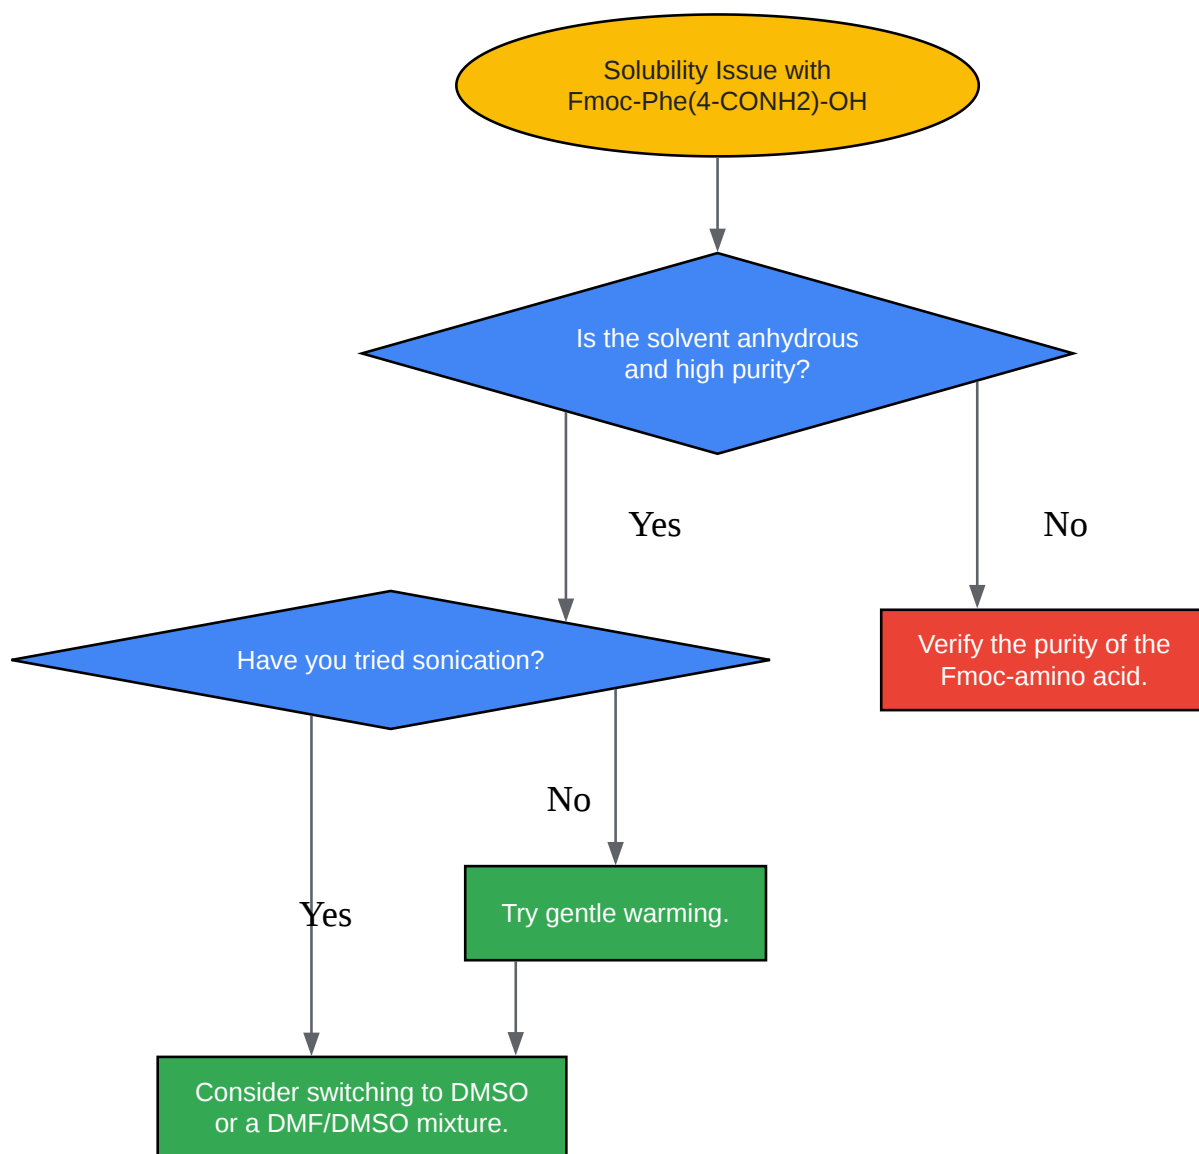 Solubility Issue with
Fmoc-Phe(4-CONH2)-OH
Is the solvent anhydrous
and high purity?
Yes
No
Have you tried sonication?
Verify the purity of the
Fmoc-amino acid.
No
Yes
Try gentle warming.
Consider switching to DMSO
or a DMF/DMSO mixture.